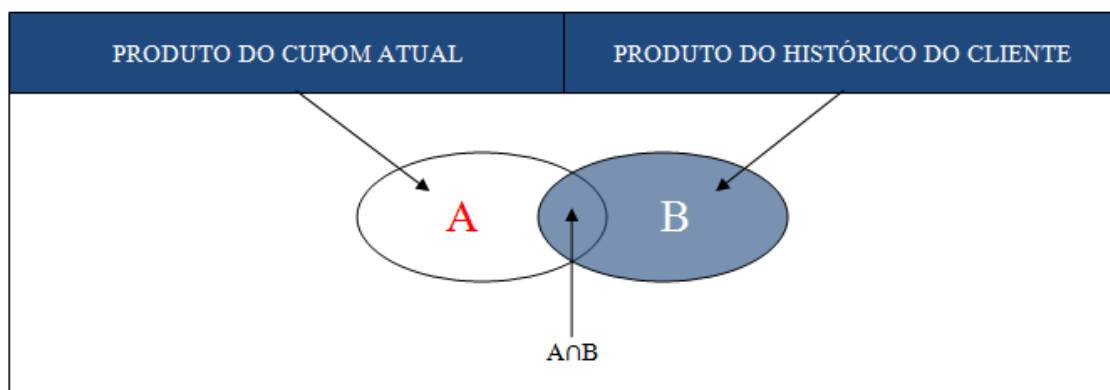 PRODUTO DO CUPOM ATUAL
PRODUTO DO HISTÓRICO DO CLIENTE
A
B
A∩B